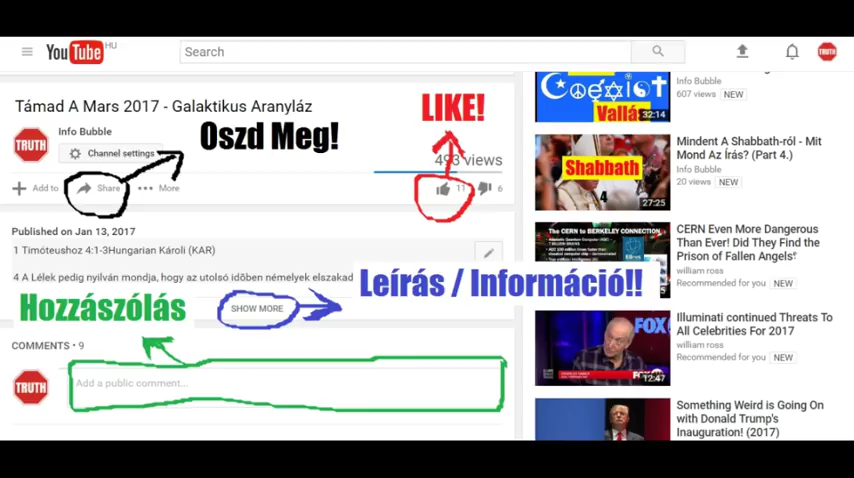 YouTube HU
Search
TRUTH
Támad A Mars 2017 - Galaktikus Aranyláz
TRUTH
Info Bubble
Channel settings
Oszd Meg!
LIKE!
493 views
Add to
Share
More
11
6
Published on Jan 13, 2017
1 Timóteushoz 4:1-3Hungarian Károli (KAR)
4 A Lélek pedig nyilván mondja, hogy az utolsó időben némelyek elszakad
Leírás / Információ!!
Hozzászólás
SHOW MORE
COMMENTS • 9
TRUTH
Add a public comment...
Coexist
Vallás
32:14
Info Bubble
607 views NEW
Shabbath
4
27:25
Mindent A Shabbath-ról - Mit
Mond Az Írás? (Part 4.)
Info Bubble
20 views NEW
The CERN to BERKELEY CONNECTION
CERN Even More Dangerous
Than Ever! Did They Find the
Prison of Fallen Angels"
william ross
Recommended for you NEW
FOX
12:47
Illuminati continued Threats To
All Celebrities For 2017
william ross
Recommended for you NEW
Something Weird is Going On
with Donald Trump's
Inauguration! (2017)